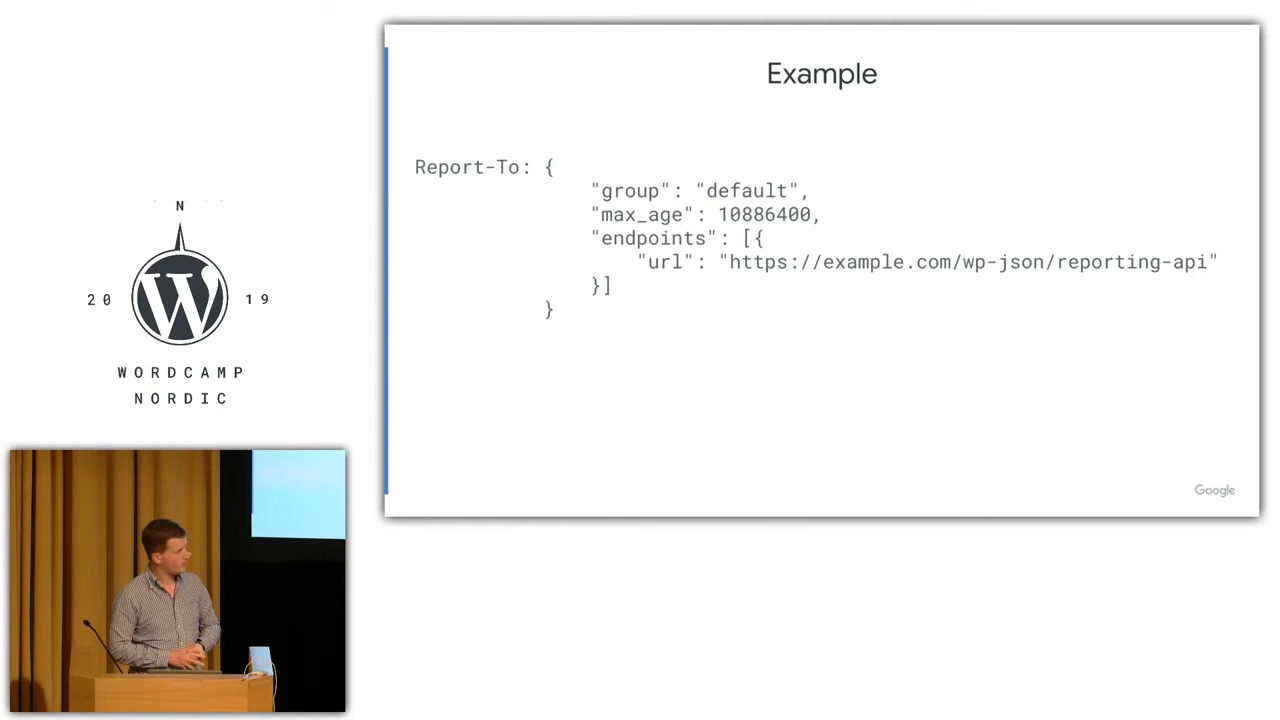 Example
Report-To: {
"group": "default",
"max_age": 10886400,
"endpoints": [{
"url": "https://example.com/wp-json/reporting-api"
}]
}
Google
N
20 19
WORDCAMP
NORDIC